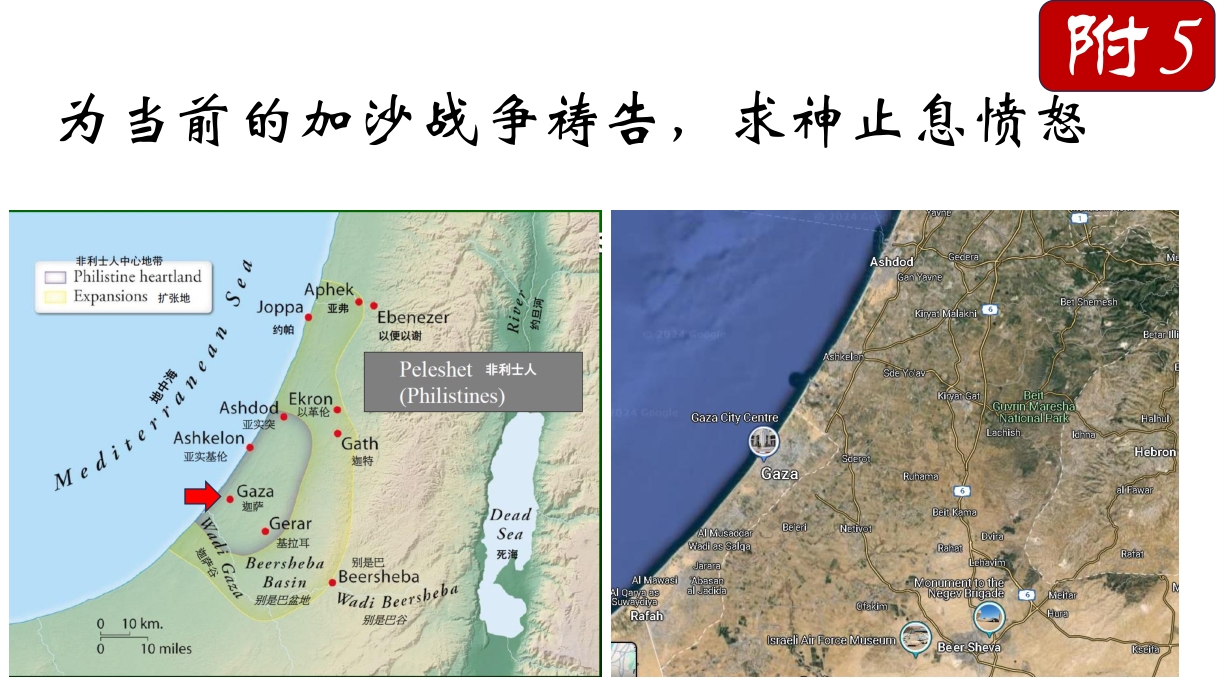 附5
为当前的加沙战争祷告，求神止息愤怒
非利士人中心地带
Philistine heartland
Expansions 扩张地
Mediterranean Sea
地中海
Aphek
亚弗
Joppa
约帕
Ebenezer
以便以谢
River
约旦河
Peleshet 非利士人
(Philistines)
Ekron
以革伦
Ashdod
亚实突
Ashkelon
亚实基伦
Gath
迦特
Gaza
迦萨
Gerar
基拉耳
Wadi Gaza
迦萨谷
Beersheba
Basin
别是巴盆地
别是巴
Beersheba
Wadi Beersheba
别是巴谷
Dead
Sea
死海
0 10 km.
0 10 miles
Yavne
1
Ashdod
Gedera
Gan Yavne
Bet Shemesh
6
Kiryat Malakhi
Ashkelon
Sde Yo'av
Kiryat Gat
Beit
Guvrin Maresha
National Park
Lachish
Idhna
Halhul
Hebron
Gaza City Centre
Gaza
Sderot
Ruhama
6
al Fawar
Beit Kama
Be'eri
Netivot
Dvira
Rahat
Lehavim
Rafat
Al Musaddar
Wadi as Salqa
Jarara
Al Mawasi
Abasan
al Jadida
Al Qarya as
Suwaydiya
Rafah
Ofakim
Monument to the
Negev Brigade
6
Meitar
Hura
Israeli Air Force Museum
Beer Sheva
Kseifa